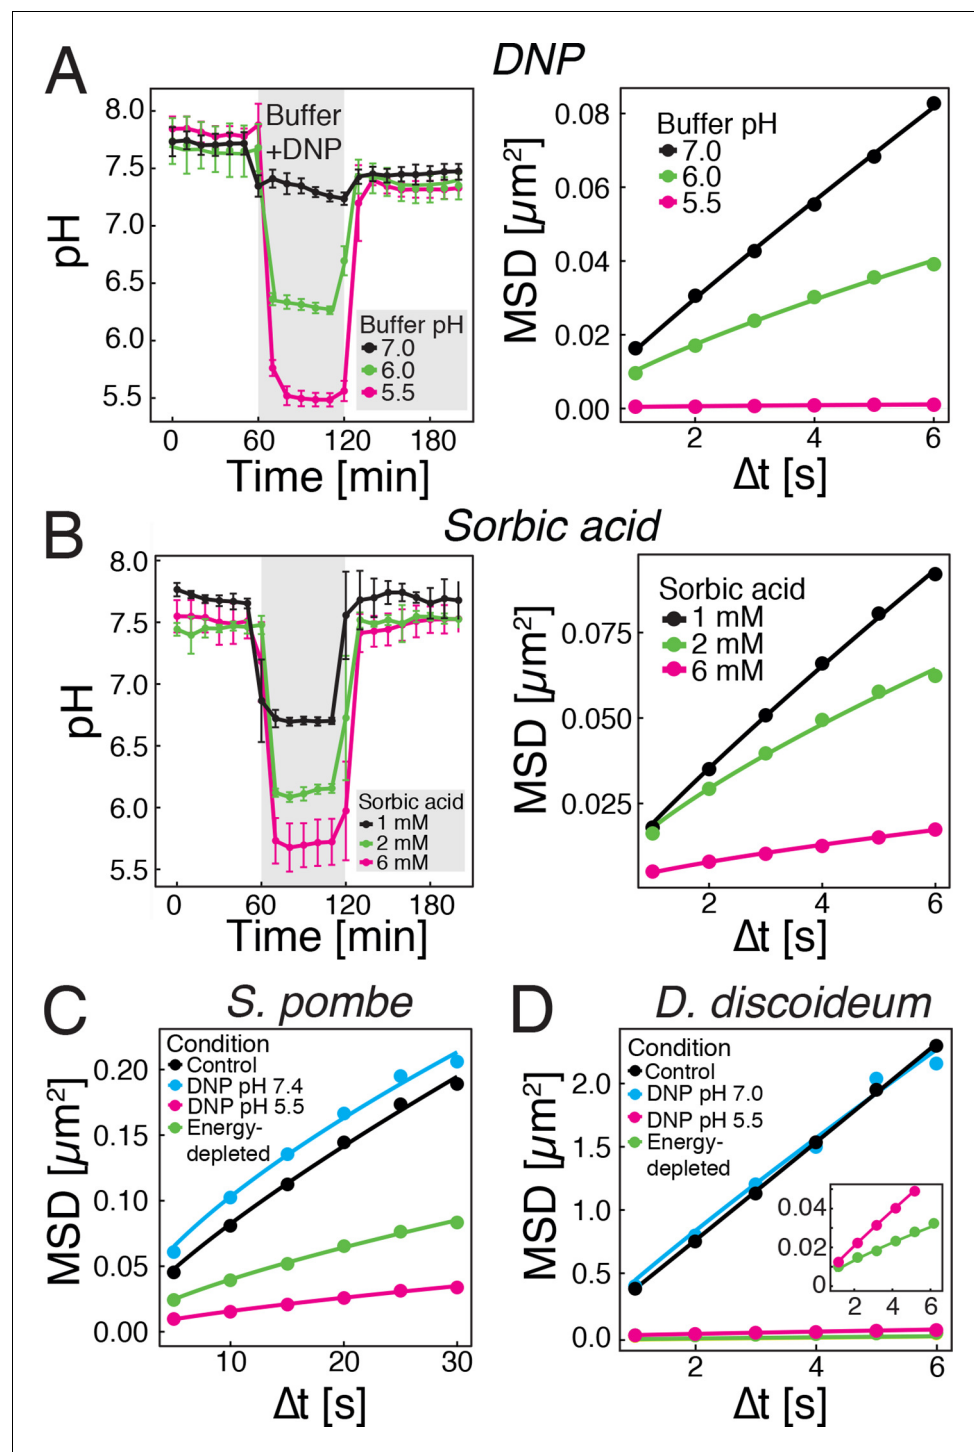 A
DNP
8.0
7.5
7.0
6.5
6.0
5.5
pH
Buffer
+DNP
Buffer pH
7.0
6.0
5.5
0
60
120
180
Time [min]
0.08
0.06
0.04
0.02
0.00
MSD [µm²]
Buffer pH
7.0
6.0
5.5
2
4
6
Δt [s]
B
Sorbic acid
8.0
7.5
7.0
6.5
6.0
5.5
pH
Sorbic acid
1 mM
2 mM
6 mM
0
60
120
180
Time [min]
0.075
0.050
0.025
MSD [µm²]
Sorbic acid
1 mM
2 mM
6 mM
2
4
6
Δt [s]
C
S. pombe
0.20
0.15
0.10
0.05
0.00
MSD [µm²]
Condition
Control
DNP pH 7.4
DNP pH 5.5
Energy-
depleted
10
20
30
Δt [s]
D
D. discoideum
2.0
1.5
1.0
0.5
0.0
MSD [µm²]
Condition
Control
DNP pH 7.0
DNP pH 5.5
Energy-
depleted
0.04
0.02
0
2
4
6
2
4
6
Δt [s]